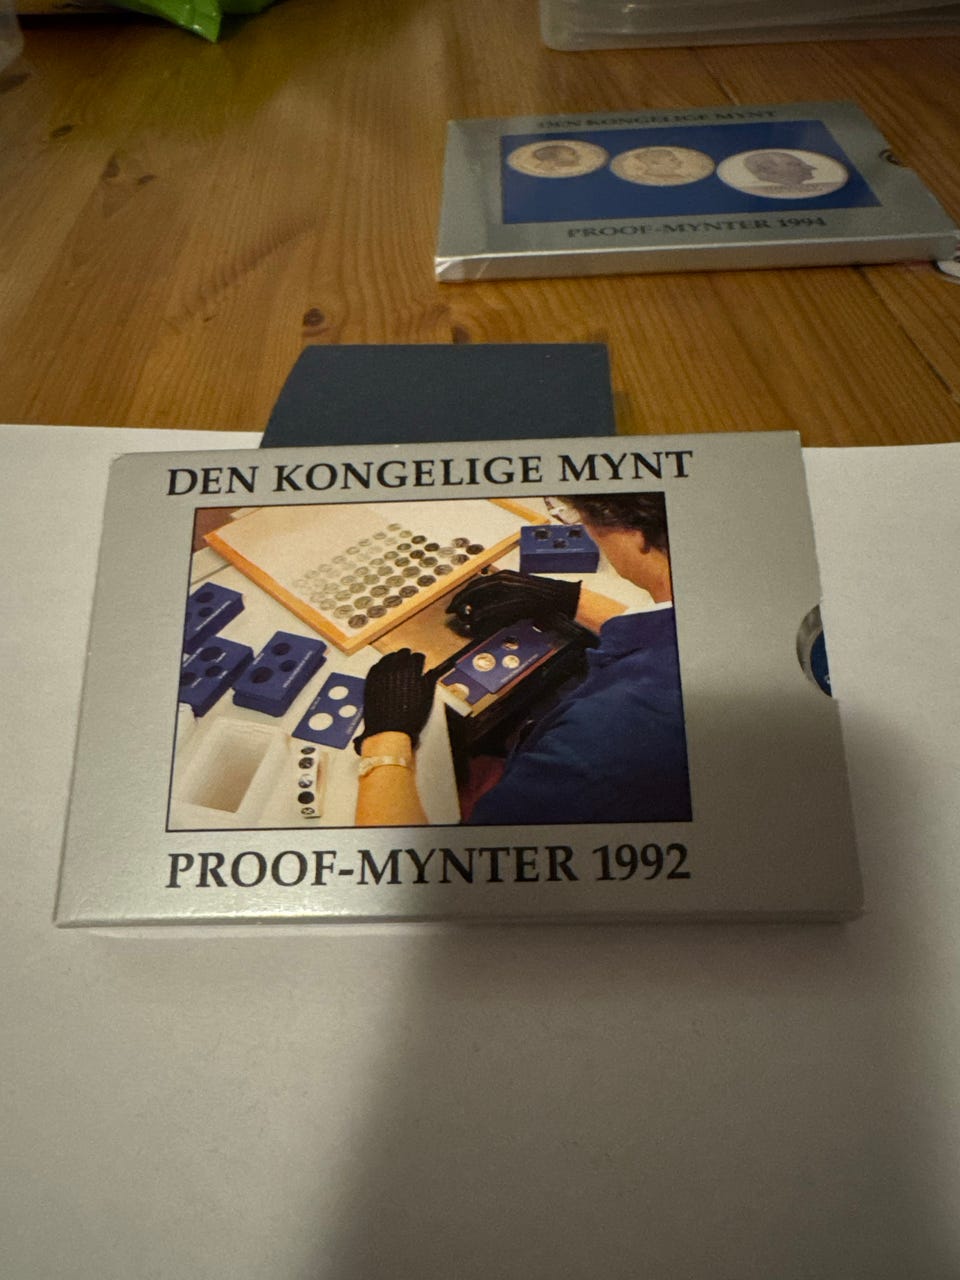 DEN KONGELIGE MYNT
PROOF-MYNTER 1994
DEN KONGELIGE MYNT
PROOF-MYNTER 1992